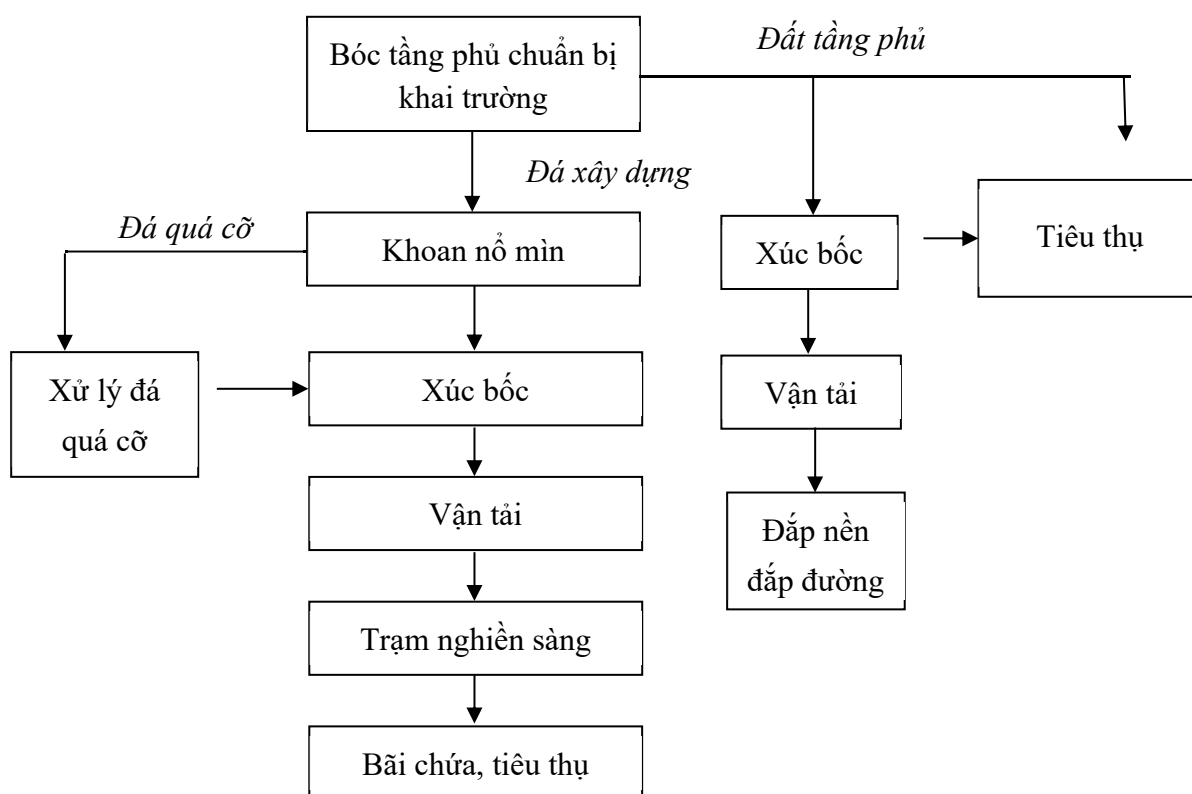 Bóc tầng phủ chuẩn bị
khai trường
Đất tầng phủ
Đá xây dựng
Đá quá cỡ
Khoan nổ mìn
Xúc bốc
Tiêu thụ
Xử lý đá
quá cỡ
Xúc bốc
Vận tải
Vận tải
Đắp nền
đắp đường
Trạm nghiền sàng
Bãi chứa, tiêu thụ